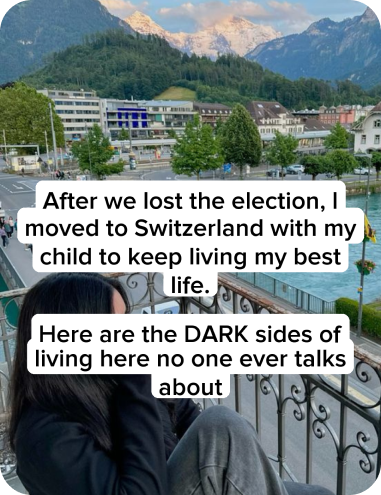 After we lost the election, I
moved to Switzerland with my
child to keep living my best
life.
Here are the DARK sides of
living here no one ever talks
about